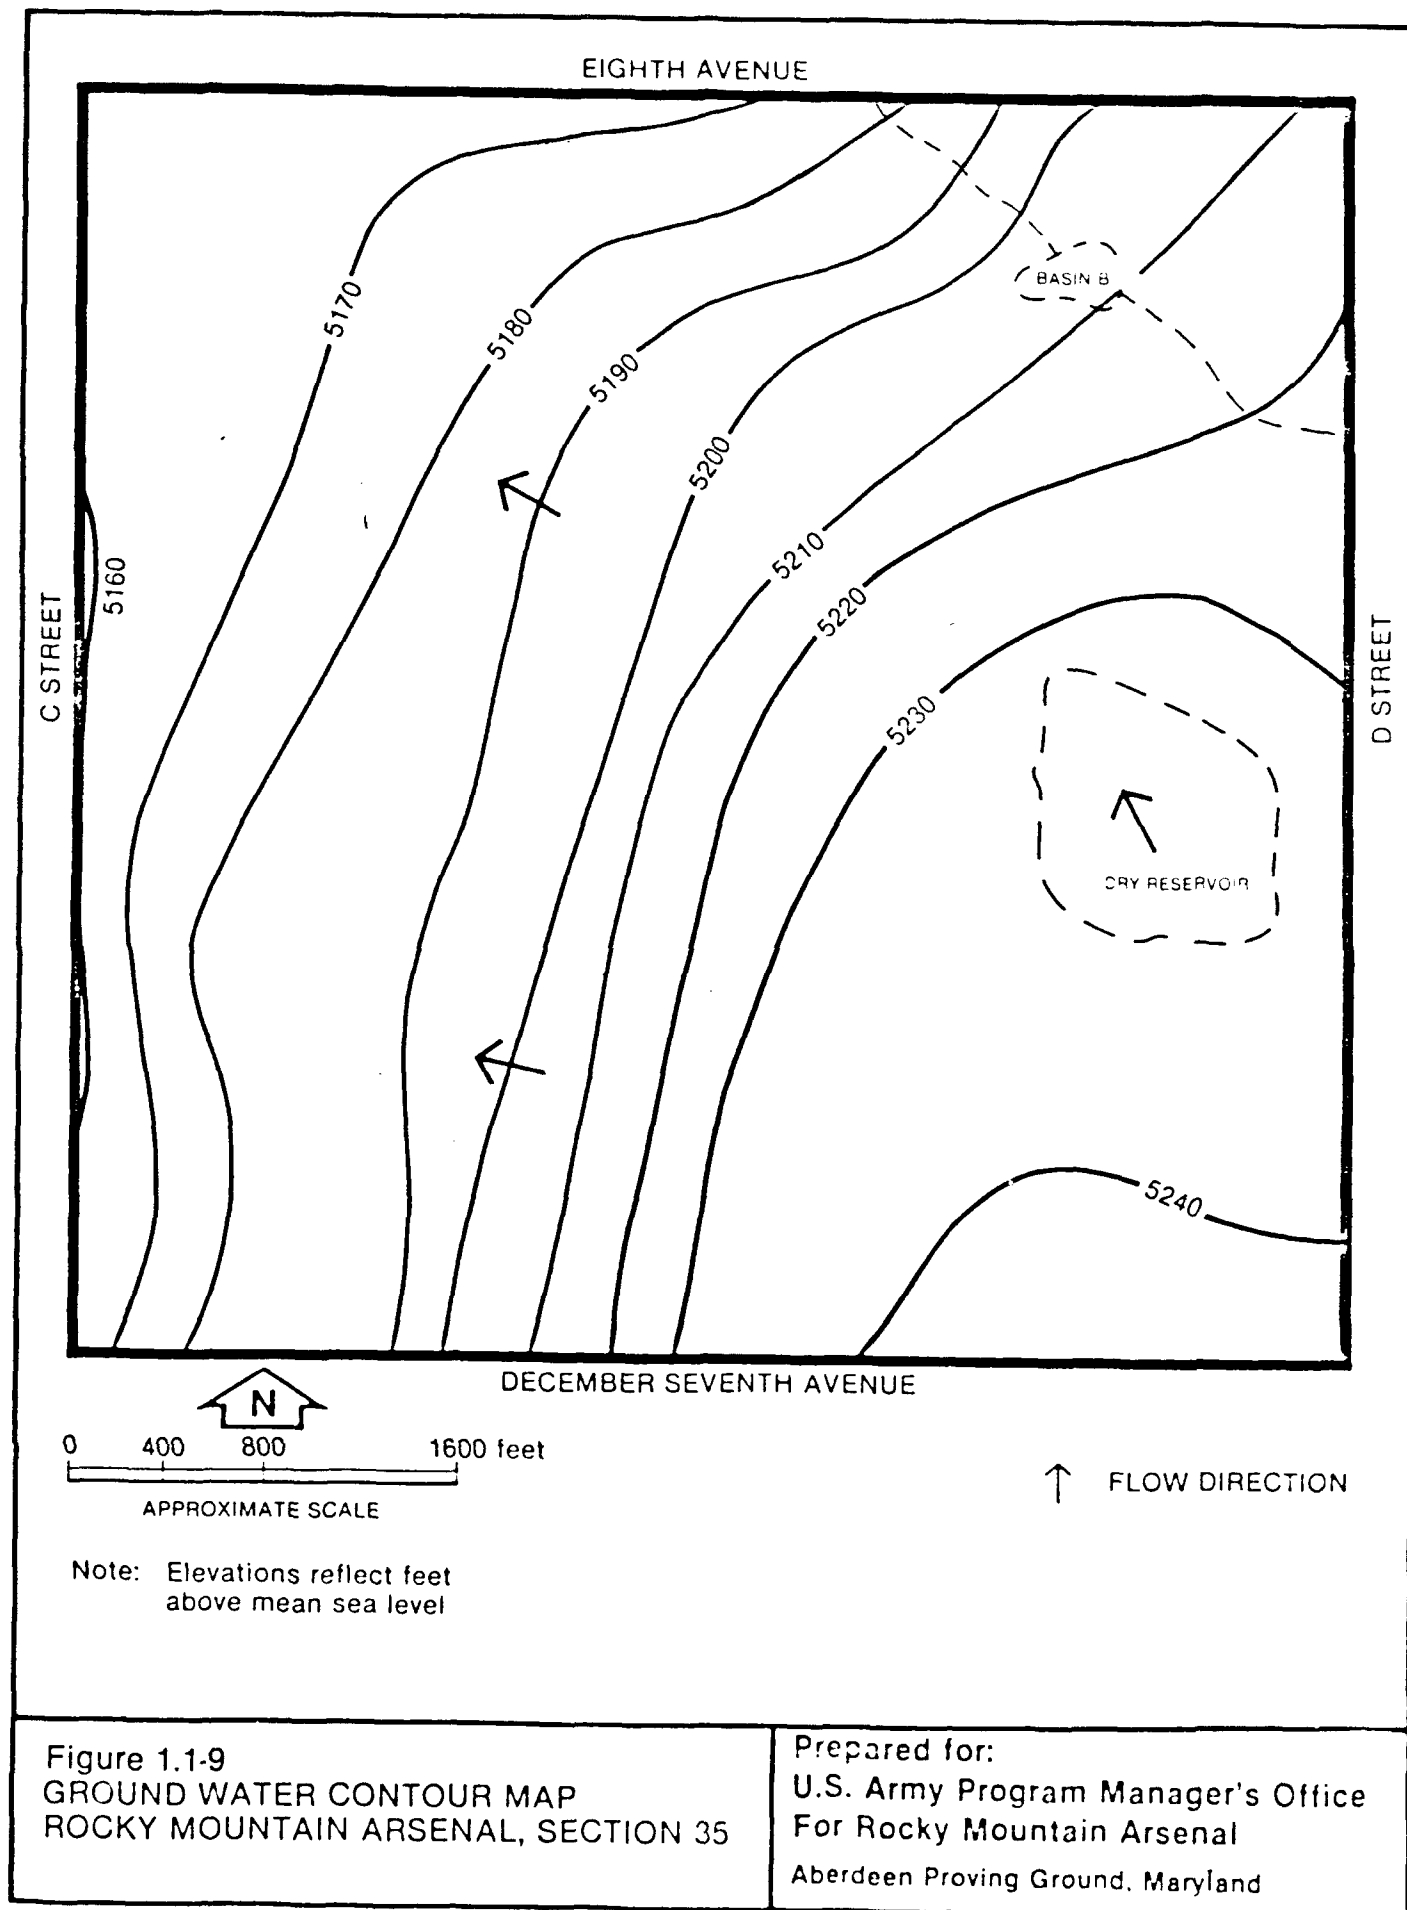 EIGHTH AVENUE
5170
5180
5190
5200
5210
5220
5230
5240
5160
BASIN B
DRY RESERVOIR
C STREET
D STREET
DECEMBER SEVENTH AVENUE
N
0 400 800 1600 feet
APPROXIMATE SCALE
FLOW DIRECTION
Note: Elevations reflect feet
above mean sea level
Figure 1.1-9
GROUND WATER CONTOUR MAP
ROCKY MOUNTAIN ARSENAL, SECTION 35
Prepared for:
U.S. Army Program Manager's Office
For Rocky Mountain Arsenal
Aberdeen Proving Ground, Maryland